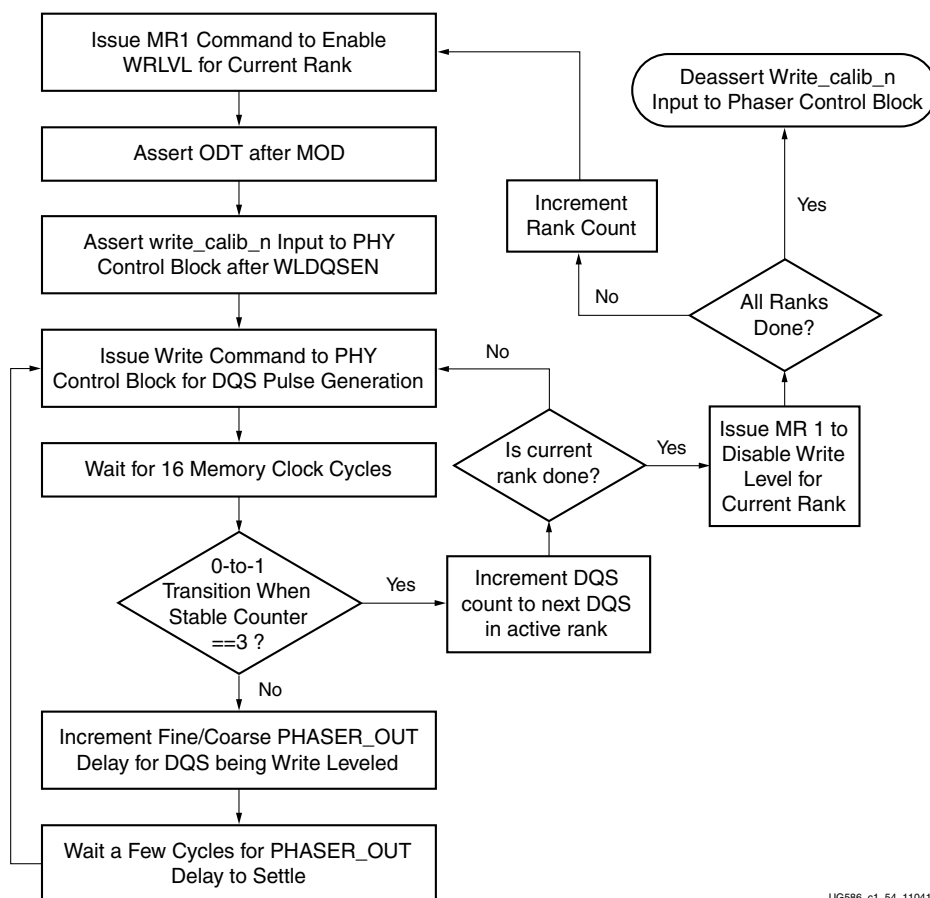 Issue MR1 Command to Enable
WRLVL for Current Rank
Deassert Write_calib_n
Input to Phaser Control Block
Assert ODT after MOD
Increment
Rank Count
Yes
Assert write_calib_n Input to PHY
Control Block after WLDQSEN
No
All Ranks
Done?
Issue Write Command to PHY
Control Block for DQS Pulse Generation
No
Wait for 16 Memory Clock Cycles
Is current
rank done?
Yes
Issue MR 1 to
Disable Write
Level for
Current Rank
0-to-1
Transition When
Stable Counter
==3 ?
Yes
Increment DQS
count to next DQS
in active rank
No
Increment Fine/Coarse PHASER_OUT
Delay for DQS being Write Leveled
Wait a Few Cycles for PHASER_OUT
Delay to Settle
UG586_c1_54_11041